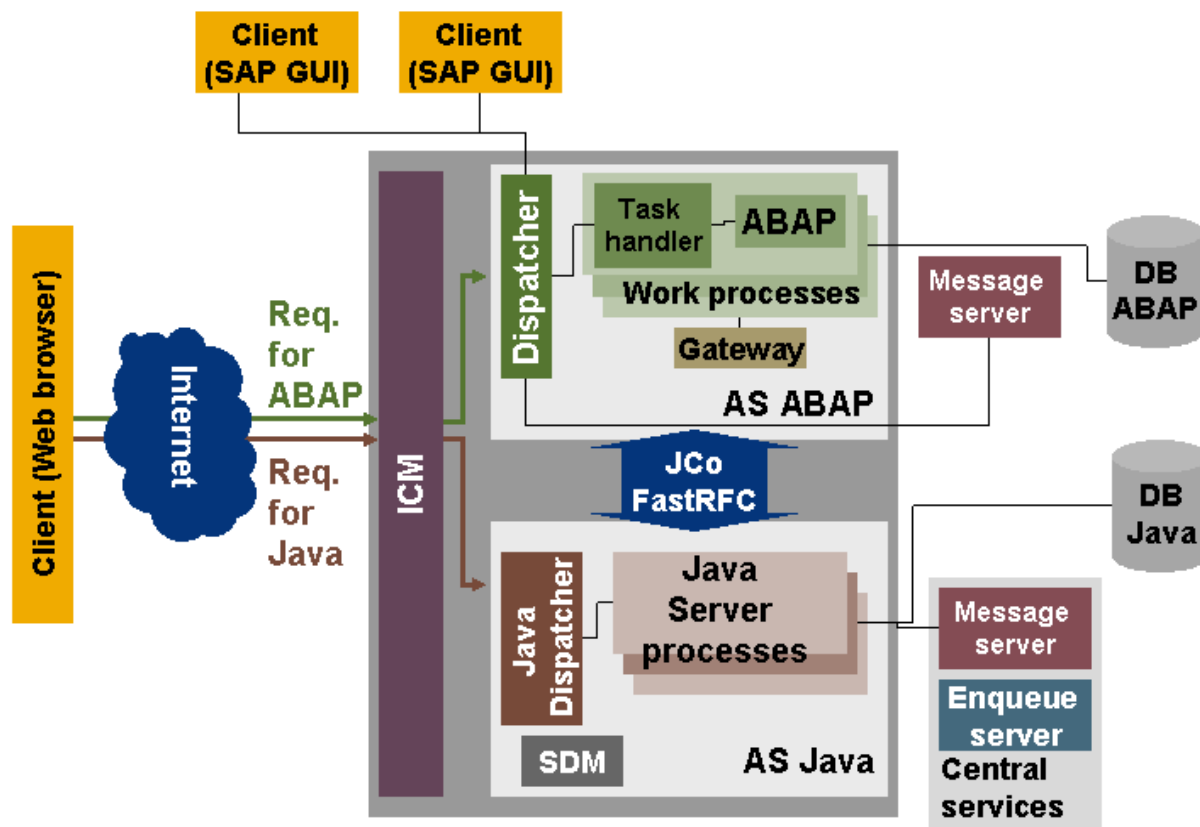 Client
(SAP GUI)
Client
(SAP GUI)
Client (Web browser)
Internet
Req.
for
ABAP
Req.
for
Java
ICM
Dispatcher
Task
handler
ABAP
Work processes
Gateway
AS ABAP
Message
server
DB
ABAP
JCo
FastRFC
Java
Dispatcher
Java
Server
processes
SDM
AS Java
DB
Java
Message
server
Enqueue
server
Central
services